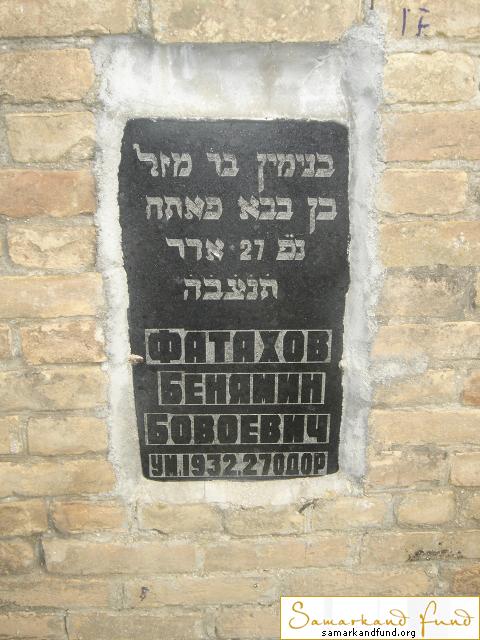 בנימין בר מזל
בן בבא פאתח
נפ 27 אדר
תנצבה
ФАТАХОВ
БЕНЯМИН
БОВОЕВИЧ
УМ.1932.27ОДОР
Samarkand Fund
samarkandfund.org